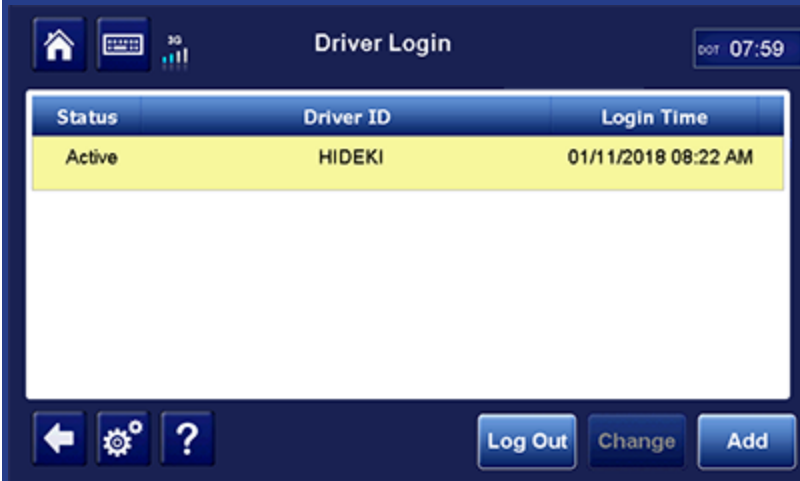 3G
Driver Login
DOT 07:59
Status Driver ID Login Time
Active HIDEKI 01/11/2018 08:22 AM
?
Log Out Change Add